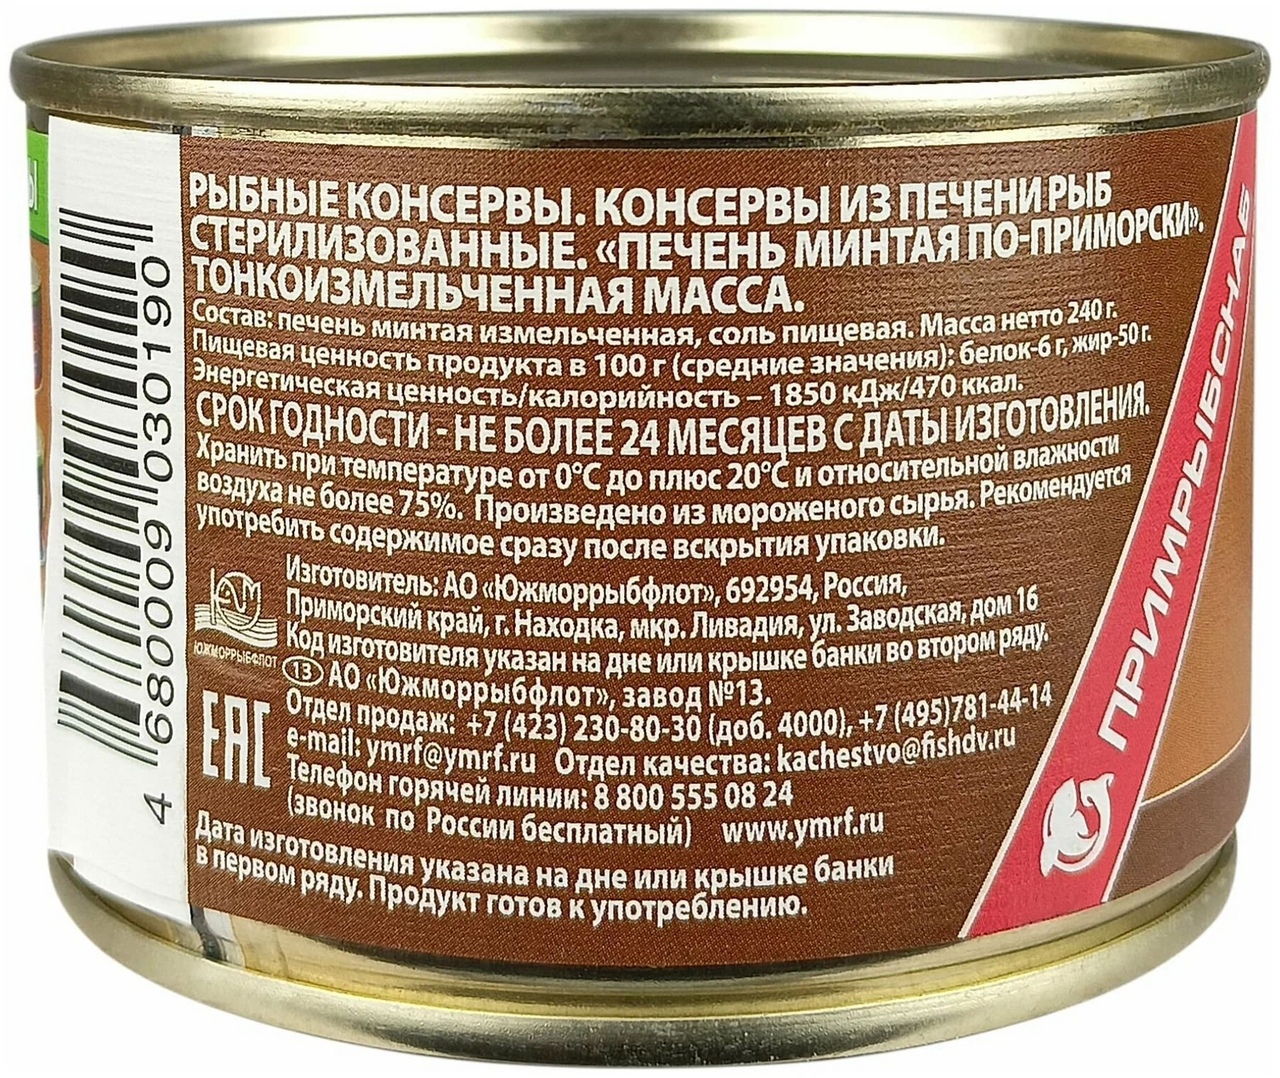 РЫБНЫЕ КОНСЕРВЫ. КОНСЕРВЫ ИЗ ПЕЧЕНИ РЫБ
СТЕРИЛИЗОВАННЫЕ. «ПЕЧЕНЬ МИНТАЯ ПО-ПРИМОРСКИ».
ТОНКОИЗМЕЛЬЧЕННАЯ МАССА.
Состав: печень минтая измельченная, соль пищевая. Масса нетто 240 г.
Пищевая ценность продукта в 100 г (средние значения): белок-6 г, жир-50 г.
Энергетическая ценность/калорийность – 1850 кДж/470 ккал.
СРОК ГОДНОСТИ - НЕ БОЛЕЕ 24 МЕСЯЦЕВ С ДАТЫ ИЗГОТОВЛЕНИЯ.
Хранить при температуре от 0°С до плюс 20°С и относительной влажности
воздуха не более 75%. Произведено из мороженого сырья. Рекомендуется
употребить содержимое сразу после вскрытия упаковки.
Изготовитель: АО «Южморрыбфлот», 692954, Россия,
Приморский край, г. Находка, мкр. Ливадия, ул. Заводская, дом 16
Код изготовителя указан на дне или крышке банки во втором ряду.
13 АО «Южморрыбфлот», завод №13.
Отдел продаж: +7 (423) 230-80-30 (доб. 4000), +7 (495)781-44-14
e-mail: ymrf@ymrf.ru Отдел качества: kachestvo@fishdv.ru
Телефон горячей линии: 8 800 555 08 24
(звонок по России бесплатный) www.ymrf.ru
Дата изготовления указана на дне или крышке банки
в первом ряду. Продукт готов к употреблению.
ЮЖМОРРЫБФЛОТ
EAC
4 680009 030190
ПРИМРЫБСНАБ
Ы